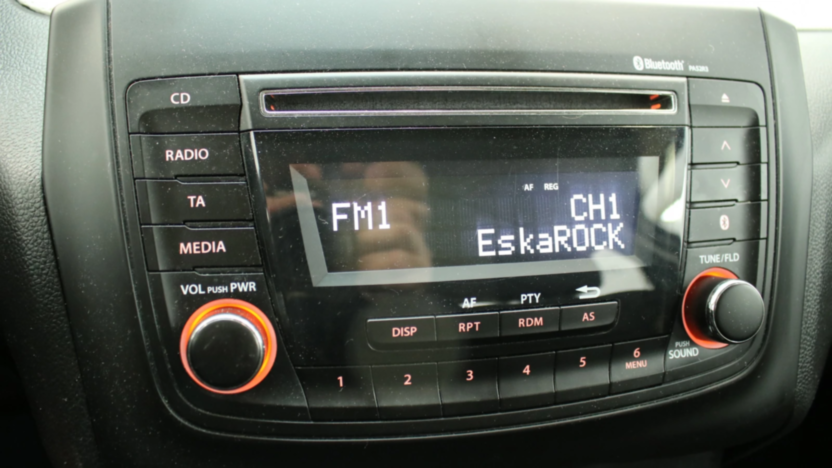 Bluetooth
CD
RADIO
TA
MEDIA
VOL PUSH PWR
AF REG
FM1 CH1
EskaROCK
TUNE/FLD
AF PTY
DISP RPT RDM AS
1 2 3 4 5 6
MENU
PUSH
SOUND